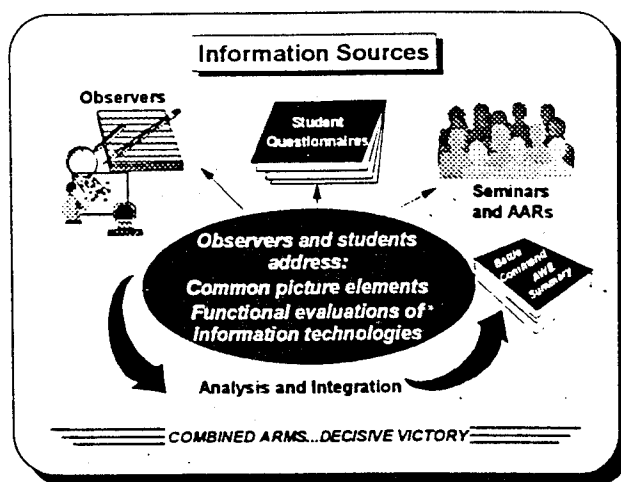 Information Sources
Observers
Student
Questionnaires
Seminars
and AARs
Observers and students
address:
Common picture elements
Functional evaluations of
Information technologies
Battle
Command
AWE
Summary
Analysis and Integration
COMBINED ARMS...DECISIVE VICTORY